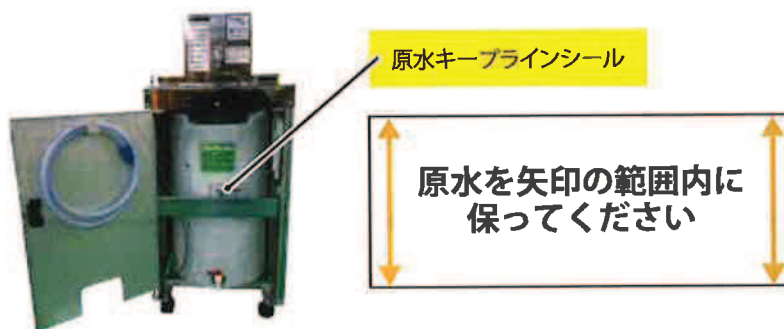 原水キープラインシール
原水を矢印の範囲内に
保ってください